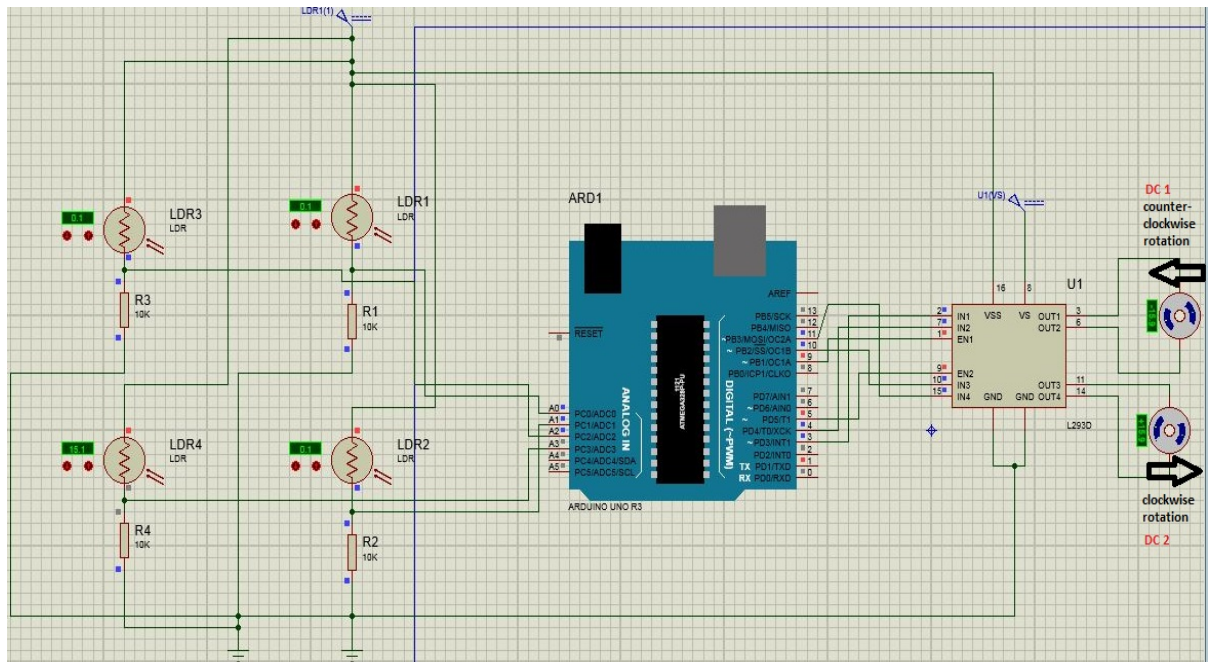 LDR1(1)
LDR3
LDR
0.1
R3
10K
LDR1
LDR
0.1
R1
10K
LDR4
LDR
15.1
R4
10K
LDR2
LDR
0.1
R2
10K
ARD1
RESET
AREF
PB5/SCK 13
PB4/MISO 12
~PB3/MOSI/OC2A 11
~ PB2/SS/OC1B 10
~ PB1/OC1A 9
PB0/ICP1/CLKO 8
PD7/AIN1 7
~ PD6/AIN0 6
~ PD5/T1 5
PD4/T0/XCK 4
~ PD3/INT1 3
PD2/INT0 2
TX PD1/TXD 1
RX PD0/RXD 0
A0 PC0/ADC0
A1 PC1/ADC1
A2 PC2/ADC2
A3 PC3/ADC3
A4 PC4/ADC4/SDA
A5 PC5/ADC5/SCL
ANALOG IN
ATMEGA328P-PU
1121
DIGITAL (~PWM)
ARDUINO UNO R3
U1(VS)
U1
16
8
VSS
VS
2 IN1
7 IN2
1 EN1
9 EN2
10 IN3
15 IN4
OUT1 3
OUT2 6
OUT3 11
OUT4 14
GND
GND
L293D
DC 1
counter-
clockwise
rotation
clockwise
rotation
DC 2